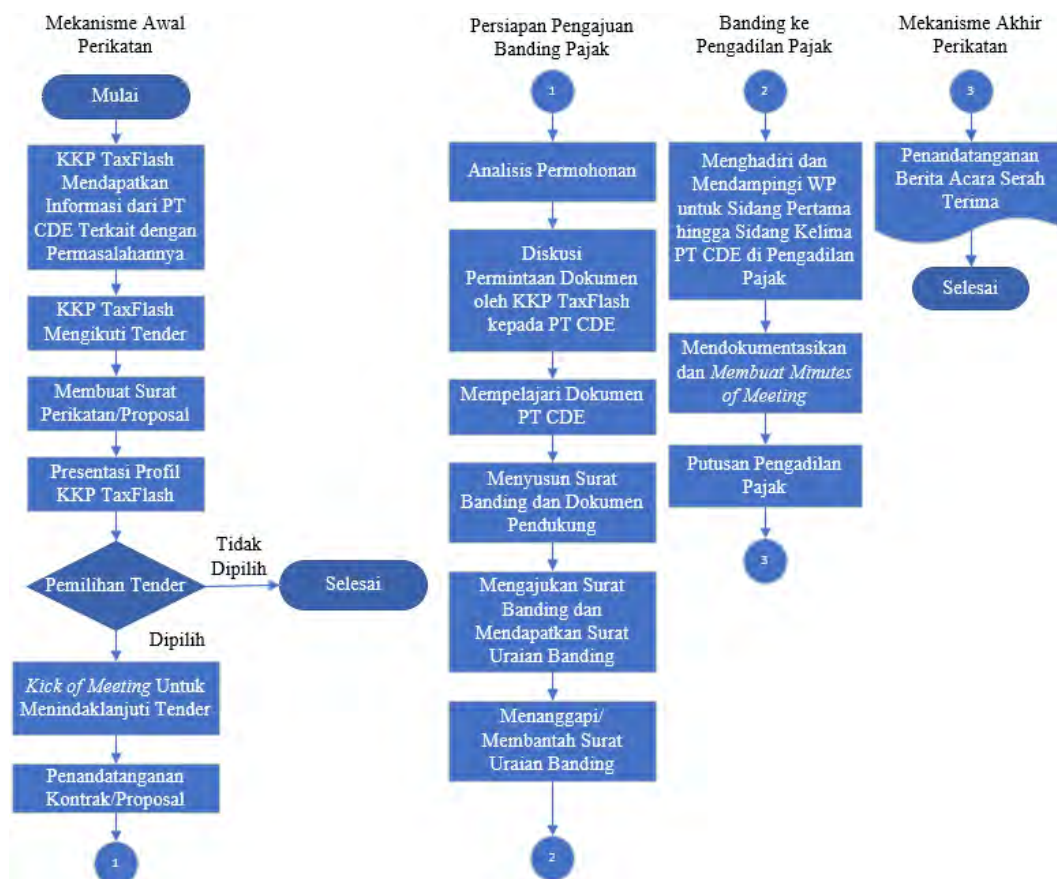 Mekanisme Awal
Perikatan
Mulai
KKP TaxFlash
Mendapatkan
Informasi dari PT
CDE Terkait dengan
Permasalahannya
KKP TaxFlash
Mengikuti Tender
Membuat Surat
Perikatan/Proposal
Presentasi Profil
KKP TaxFlash
Pemilihan Tender
Tidak
Dipilih
Selesai
Dipilih
Kick of Meeting Untuk
Menindaklanjuti Tender
Penandatanganan
Kontrak/Proposal
1
Persiapan Pengajuan
Banding Pajak
1
Analisis Permohonan
Diskusi
Permintaan Dokumen
oleh KKP TaxFlash
kepada PT CDE
Mempelajari Dokumen
PT CDE
Menyusun Surat
Banding dan Dokumen
Pendukung
Mengajukan Surat
Banding dan
Mendapatkan Surat
Uraian Banding
Menanggapi/
Membantah Surat
Uraian Banding
2
Banding ke
Pengadilan Pajak
2
Menghadiri dan
Mendampingi WP
untuk Sidang Pertama
hingga Sidang Kelima
PT CDE di Pengadilan
Pajak
Mendokumentasikan
dan Membuat Minutes
of Meeting
Putusan Pengadilan
Pajak
3
Mekanisme Akhir
Perikatan
3
Penandatanganan
Berita Acara Serah
Terima
Selesai